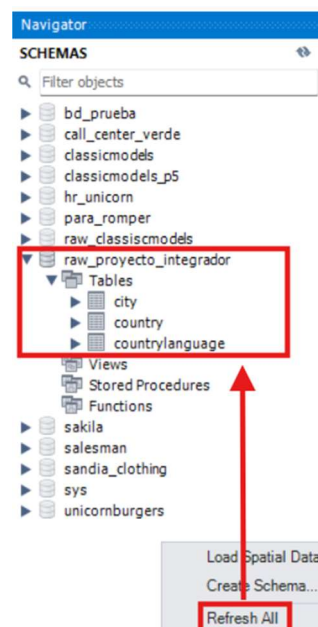 Navigator
SCHEMAS
Filter objects
bd_prueba
call_center_verde
classicmodels
classicmodels_p5
hr_unicorn
para_romper
raw_classiscmodels
raw_proyecto_integrador
Tables
city
country
countrylanguage
Views
Stored Procedures
Functions
sakila
salesman
sandia_clothing
sys
unicornburgers
Load Spatial Data
Create Schema...
Refresh All